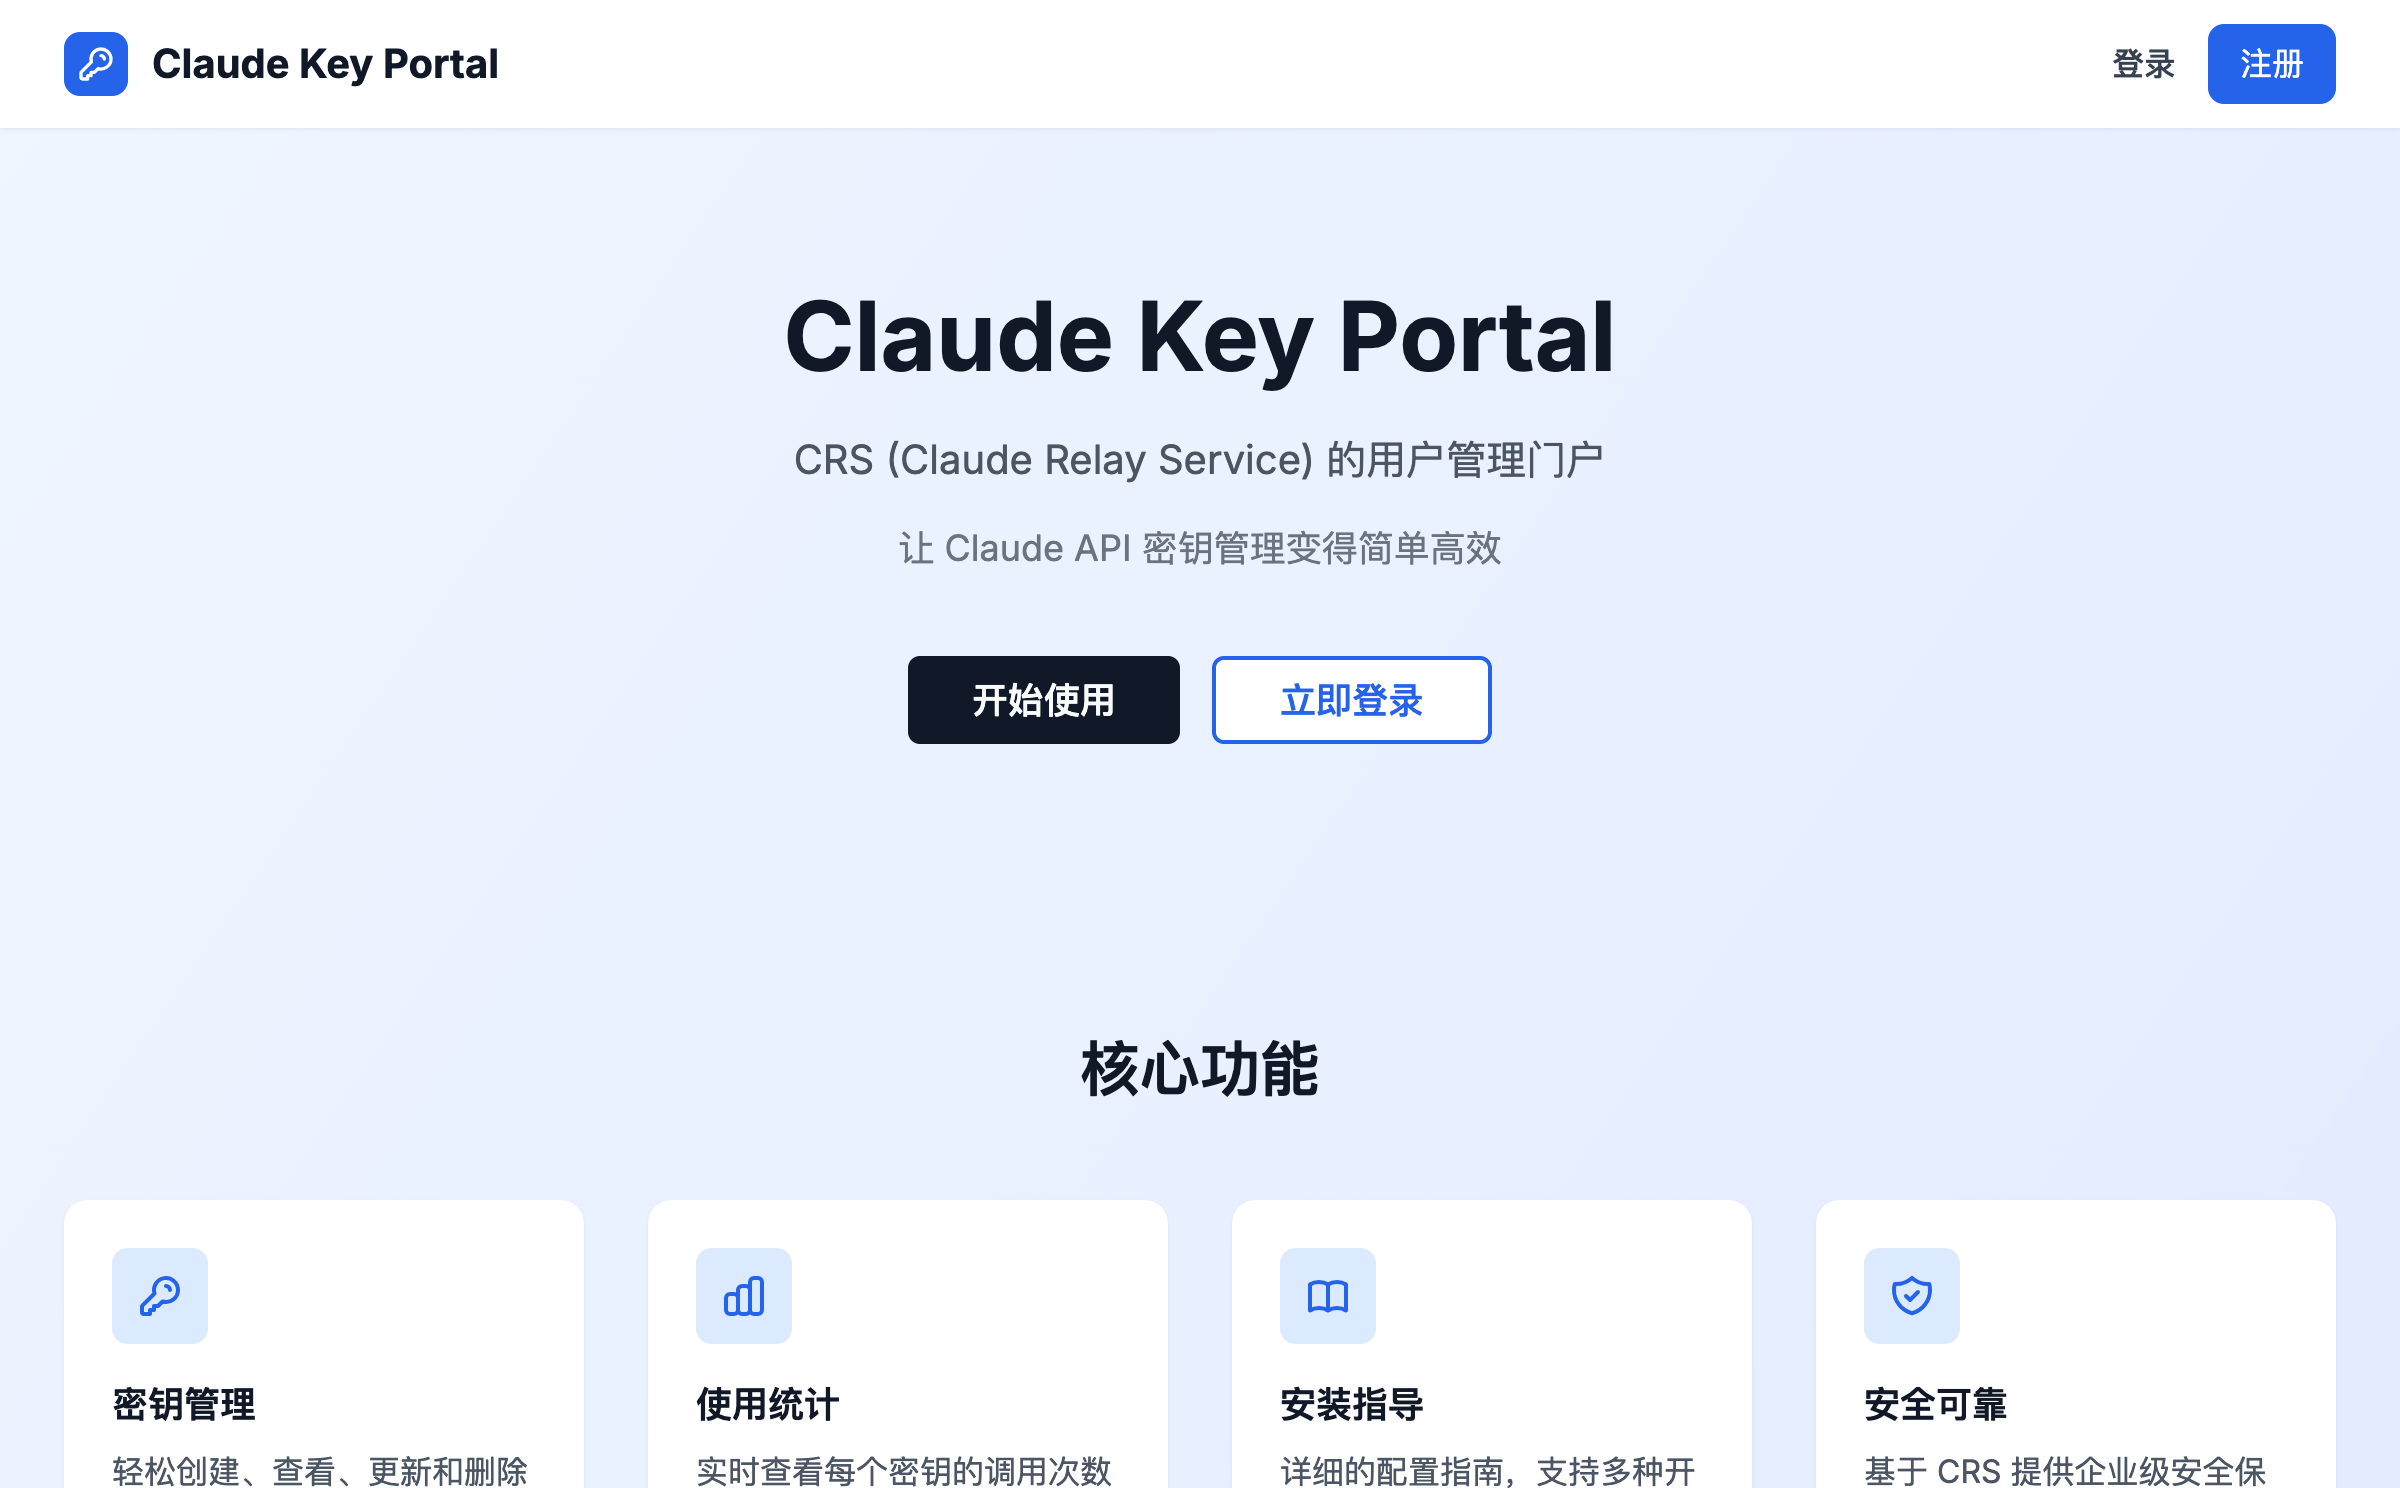 Claude Key Portal
登录
注册
Claude Key Portal
CRS (Claude Relay Service) 的用户管理门户
让 Claude API 密钥管理变得简单高效
开始使用
立即登录
核心功能
密钥管理
轻松创建、查看、更新和删除
使用统计
实时查看每个密钥的调用次数
安装指导
详细的配置指南，支持多种开
安全可靠
基于 CRS 提供企业级安全保